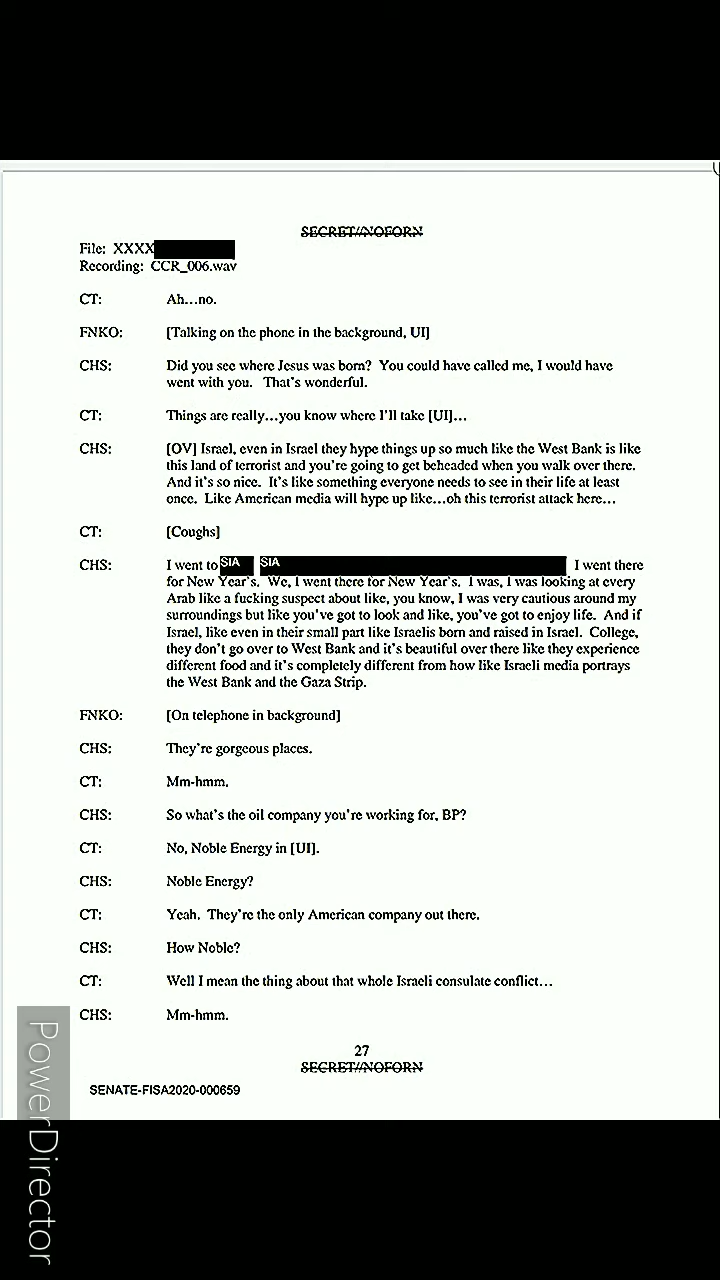 SECRET//NOFORN
File: XXXX
Recording: CCR_006.wav
CT: Ah...no.
FNKO: [Talking on the phone in the background, UI]
CHS: Did you see where Jesus was born? You could have called me, I would have
went with you. That's wonderful.
CT: Things are really...you know where I'll take [UI]...
CHS: [OV] Israel, even in Israel they hype things up so much like the West Bank is like
this land of terrorist and you're going to get beheaded when you walk over there.
And it's so nice. It's like something everyone needs to see in their life at least
once. Like American media will hype up like...oh this terrorist attack here...
CT: [Coughs]
CHS: I went to SIA SIA I went there
for New Year's. We, I went there for New Year's. I was, I was looking at every
Arab like a fucking suspect about like, you know, I was very cautious around my
surroundings but like you've got to look and like, you've got to enjoy life. And if
Israel, like even in their small part like Israelis born and raised in Israel. College,
they don't go over to West Bank and it's beautiful over there like they experience
different food and it's completely different from how like Israeli media portrays
the West Bank and the Gaza Strip.
FNKO: [On telephone in background]
CHS: They're gorgeous places.
CT: Mm-hmm.
CHS: So what's the oil company you're working for, BP?
CT: No, Noble Energy in [UI].
CHS: Noble Energy?
CT: Yeah. They're the only American company out there.
CHS: How Noble?
CT: Well I mean the thing about that whole Israeli consulate conflict...
CHS: Mm-hmm.
27
SECRET//NOFORN
SENATE-FISA2020-000659
PowerDirector